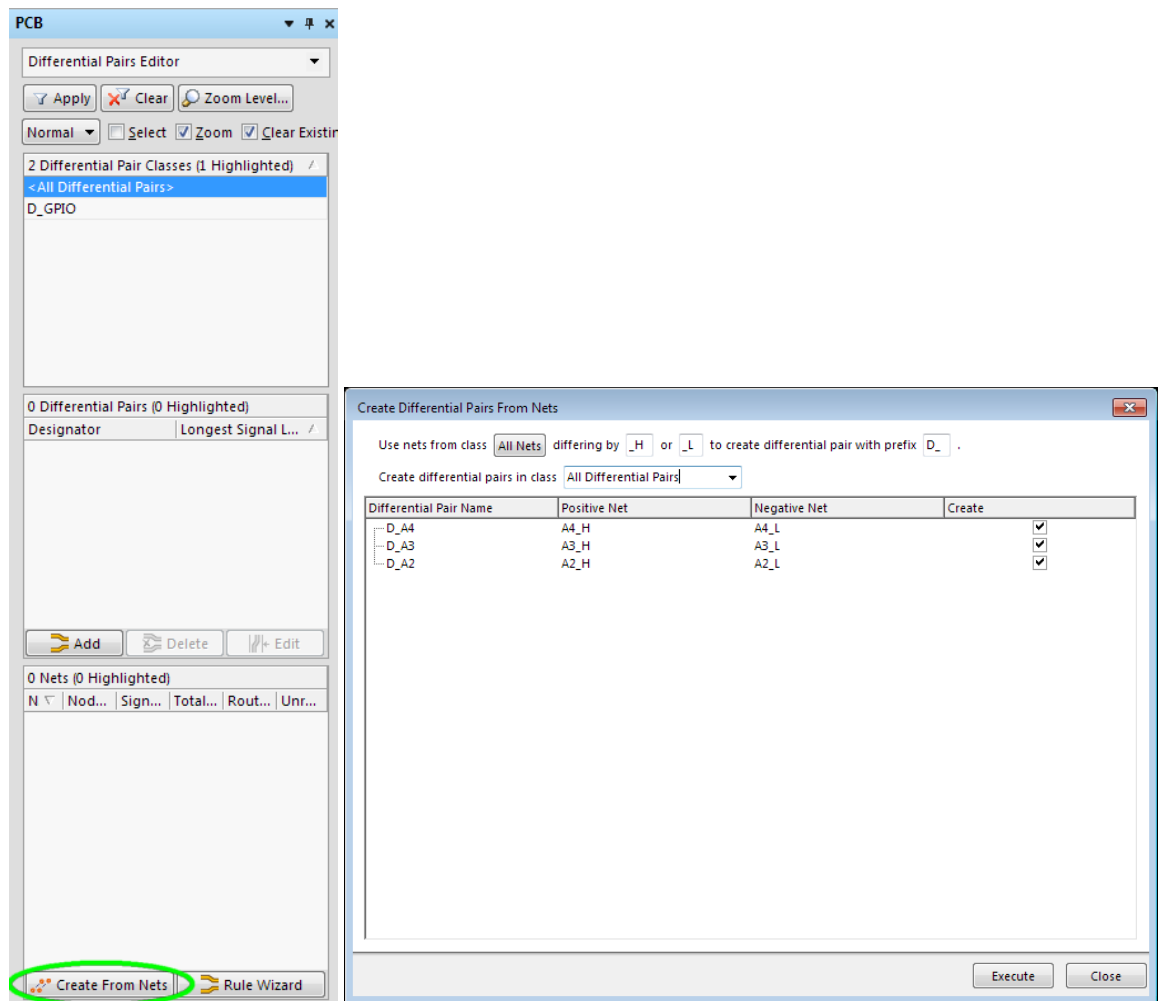 PCB
Differential Pairs Editor
Apply Clear Zoom Level...
Normal Select Zoom Clear Existin
2 Differential Pair Classes (1 Highlighted)
<All Differential Pairs>
D_GPIO
0 Differential Pairs (0 Highlighted)
Designator Longest Signal L...
Add Delete Edit
0 Nets (0 Highlighted)
N Nod... Sign... Total... Rout... Unr...
Create From Nets Rule Wizard
Create Differential Pairs From Nets
Use nets from class All Nets differing by _H or _L to create differential pair with prefix D_ .
Create differential pairs in class All Differential Pairs
Differential Pair Name Positive Net Negative Net Create
D_A4 A4_H A4_L
D_A3 A3_H A3_L
D_A2 A2_H A2_L
Execute Close